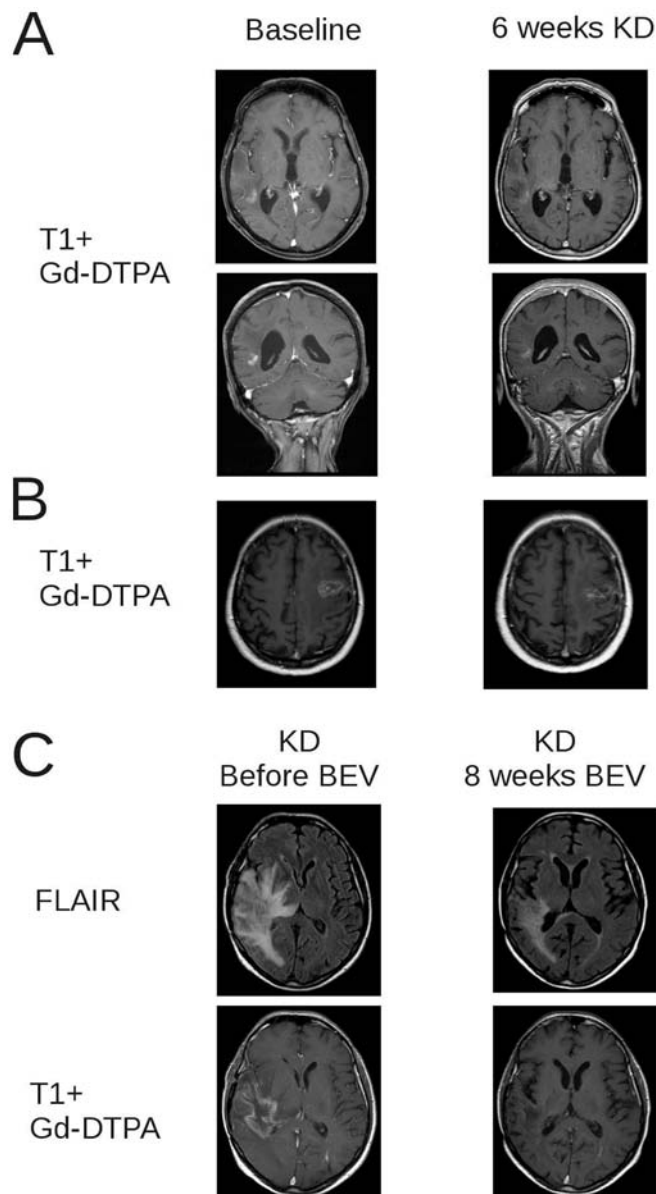 A
Baseline
6 weeks KD
T1+
Gd-DTPA
B
T1+
Gd-DTPA
C
KD
Before BEV
KD
8 weeks BEV
FLAIR
T1+
Gd-DTPA